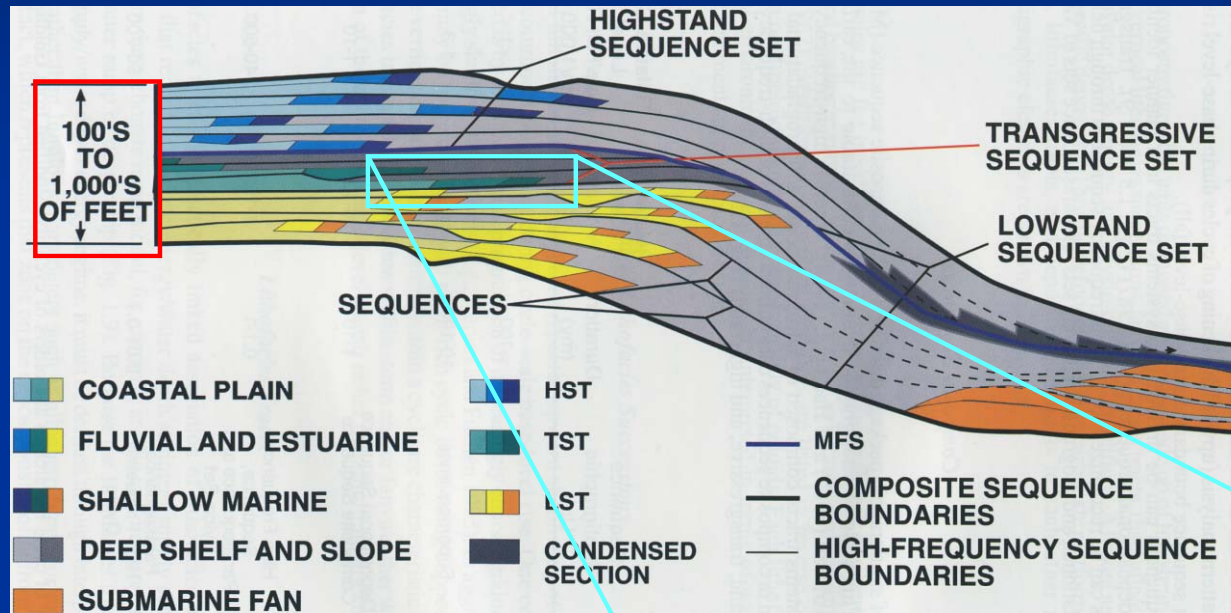 HIGHSTAND
SEQUENCE SET
100'S
TO
1,000'S
OF FEET
TRANSGRESSIVE
SEQUENCE SET
LOWSTAND
SEQUENCE SET
SEQUENCES
COASTAL PLAIN
FLUVIAL AND ESTUARINE
SHALLOW MARINE
DEEP SHELF AND SLOPE
SUBMARINE FAN
HST
TST
LST
CONDENSED
SECTION
MFS
COMPOSITE SEQUENCE
BOUNDARIES
HIGH-FREQUENCY SEQUENCE
BOUNDARIES